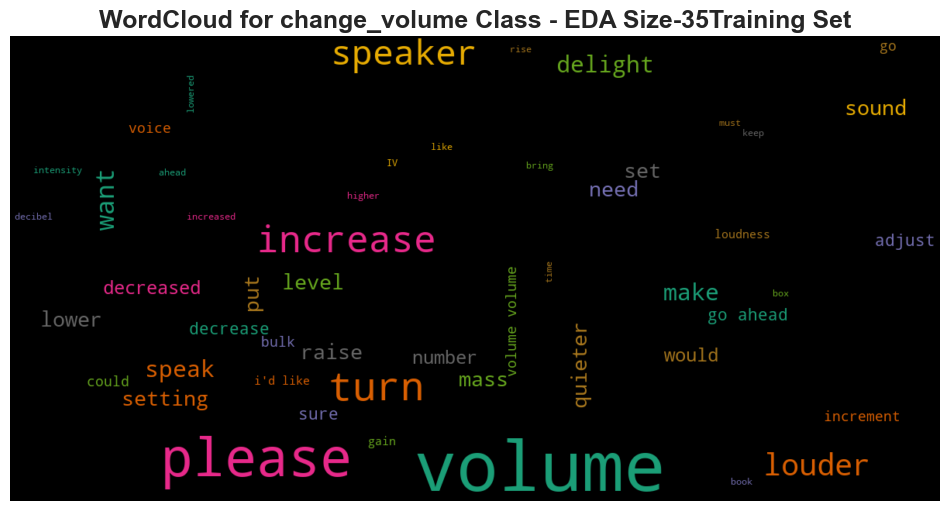 WordCloud for change_volume Class - EDA Size-35Training Set
speaker
rise
go
delight
lowered
sound
voice
must
keep
like
IV
bring
intensity
ahead
want
set
need
higher
decibel
increased
increase
loudness
adjust
time
level
put
decreased
volume volume
make
box
go ahead
lower
decrease
quieter
bulk
raise
number
would
speak
mass
could
i'd like
turn
setting
sure
increment
gain
please
volume
louder
book